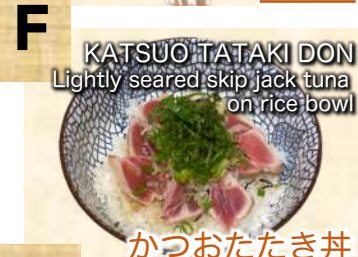 F
KATSUO TATAKI DON
Lightly seared skip jack tuna
on rice bowl
かつおたたき丼